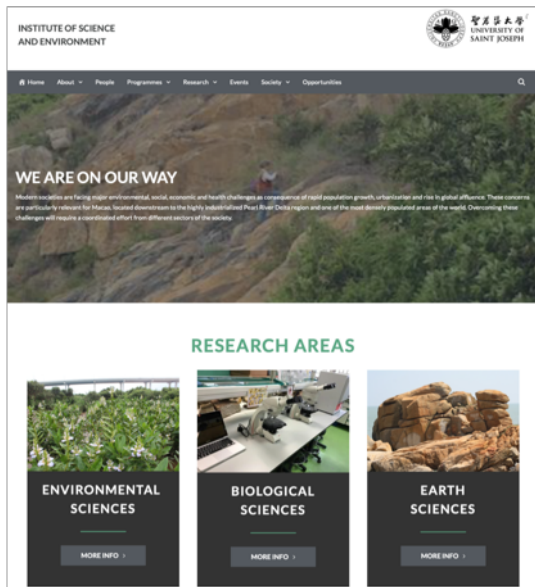 INSTITUTE OF SCIENCE
AND ENVIRONMENT
聖若瑟大學
UNIVERSITY OF
SAINT JOSEPH
Home About People Programmes Research Events Society Opportunities
WE ARE ON OUR WAY
Modern societies are facing major environmental, social, economic and health challenges as consequence of rapid population growth, urbanization and rise in global affluence. These concerns
are particularly relevant for Macao, located downstream to the highly industrialized Pearl River Delta region and one of the most densely populated areas of the world. Overcoming these
challenges will require a coordinated effort from different sectors of the society.
RESEARCH AREAS
ENVIRONMENTAL
SCIENCES
MORE INFO ›
BIOLOGICAL
SCIENCES
MORE INFO ›
EARTH
SCIENCES
MORE INFO ›